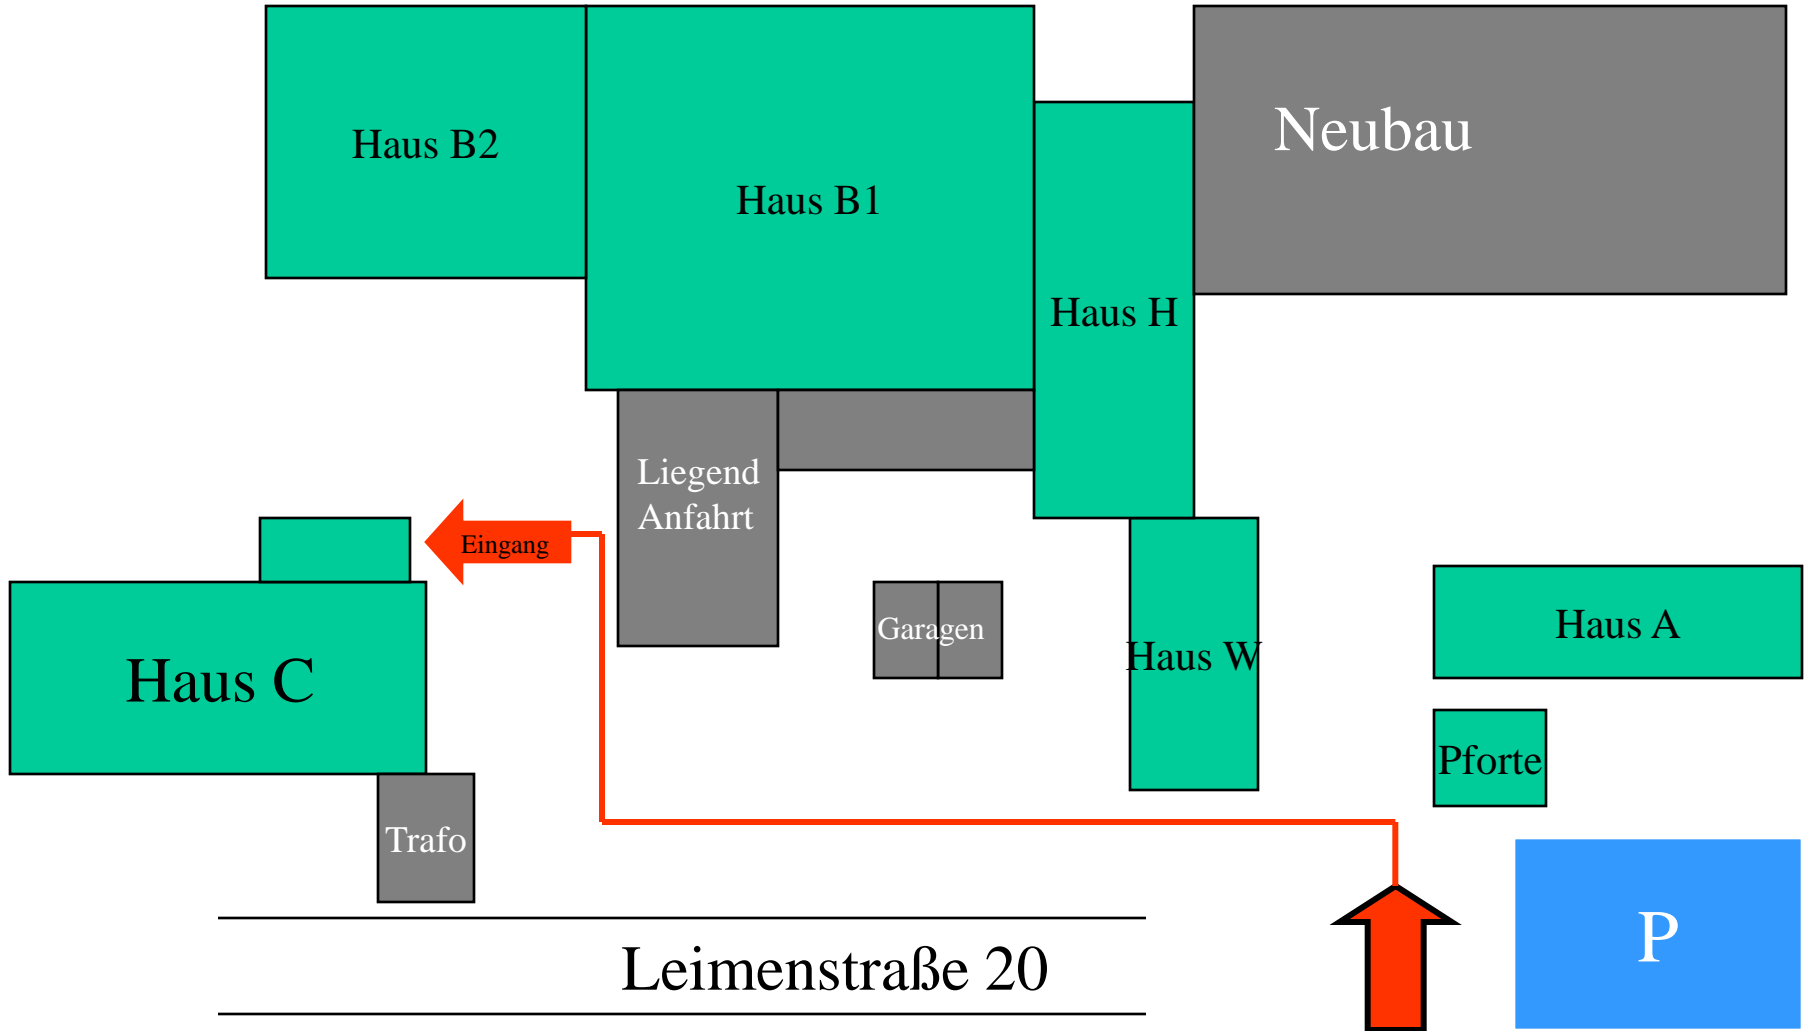 Neubau
Haus B2
Haus B1
Haus H
Liegend
Anfahrt
Eingang
Garagen
Haus A
Haus W
Haus C
Pforte
Trafo
P
Leimenstraße 20